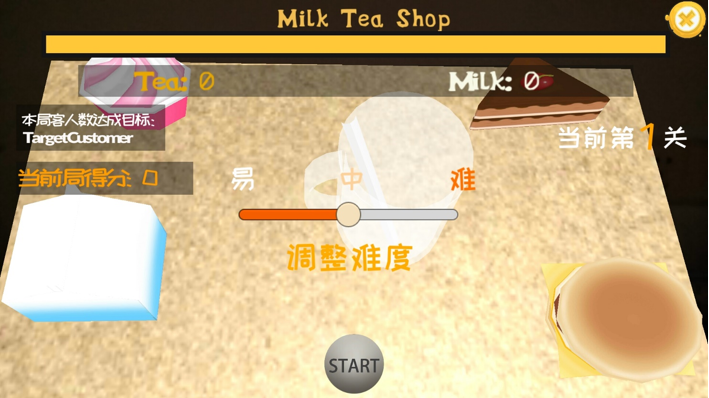 Milk Tea Shop
Tea: 0
Milk: 0
本局客人数达成目标:
TargetCustomer
当前第1关
当前局得分: 0
易
中
难
调整难度
START